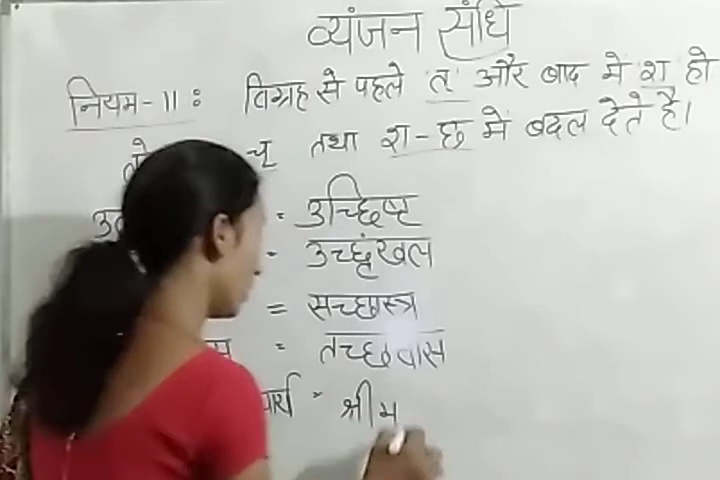 व्यंजन संधि
नियम-11: विग्रह से पहले त् और बाद मे श हो
च् तथा श-छ में बदल देते है।
= उच्छिष्ट
= उच्छृंखल
= सच्छास्त्र
= तच्छवास
= श्रीम